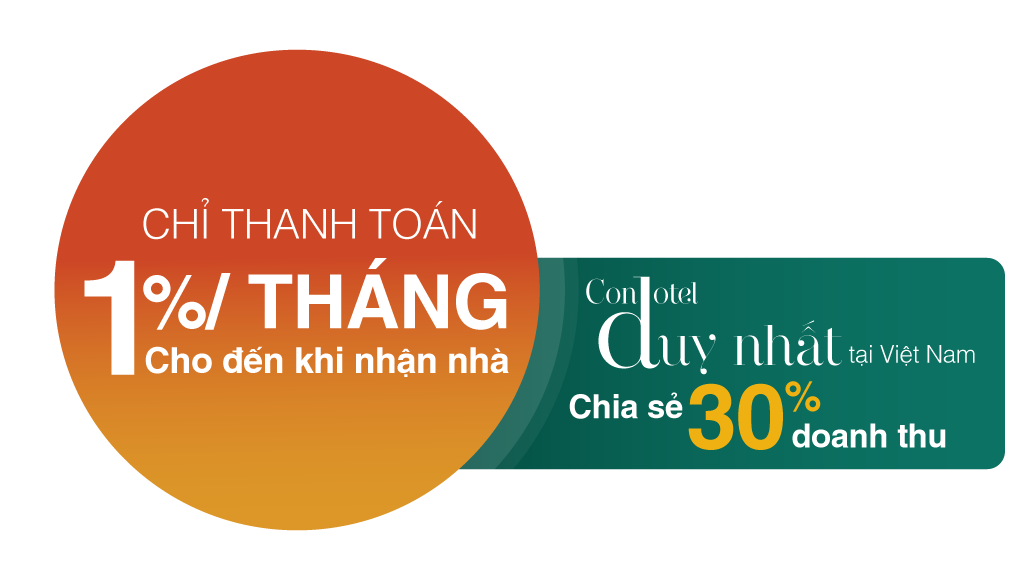 CHỈ THANH TOÁN
1%/ THÁNG
Cho đến khi nhận nhà
Condotel
duy nhất tại Việt Nam
Chia sẻ 30%
doanh thu